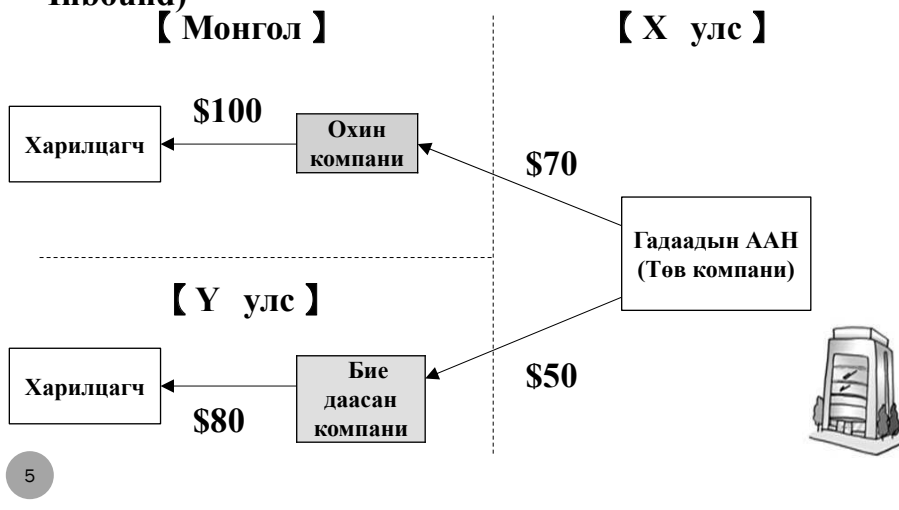 Inbound)
【 Монгол 】
【 X улс 】
$100
Харилцагч
Охин
компани
$70
Гадаадын ААН
(Төв компани)
【 Y улс 】
Харилцагч
$80
Бие
даасан
компани
$50
5